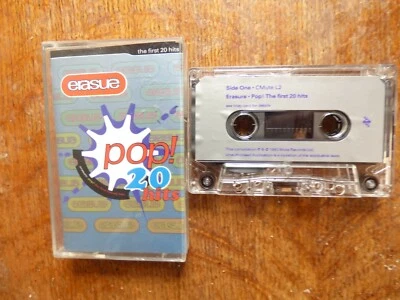 the first 20 hits
erasure
pop!
20
hits
Side One - CMute L2
Erasure - Pop! The first 20 hits